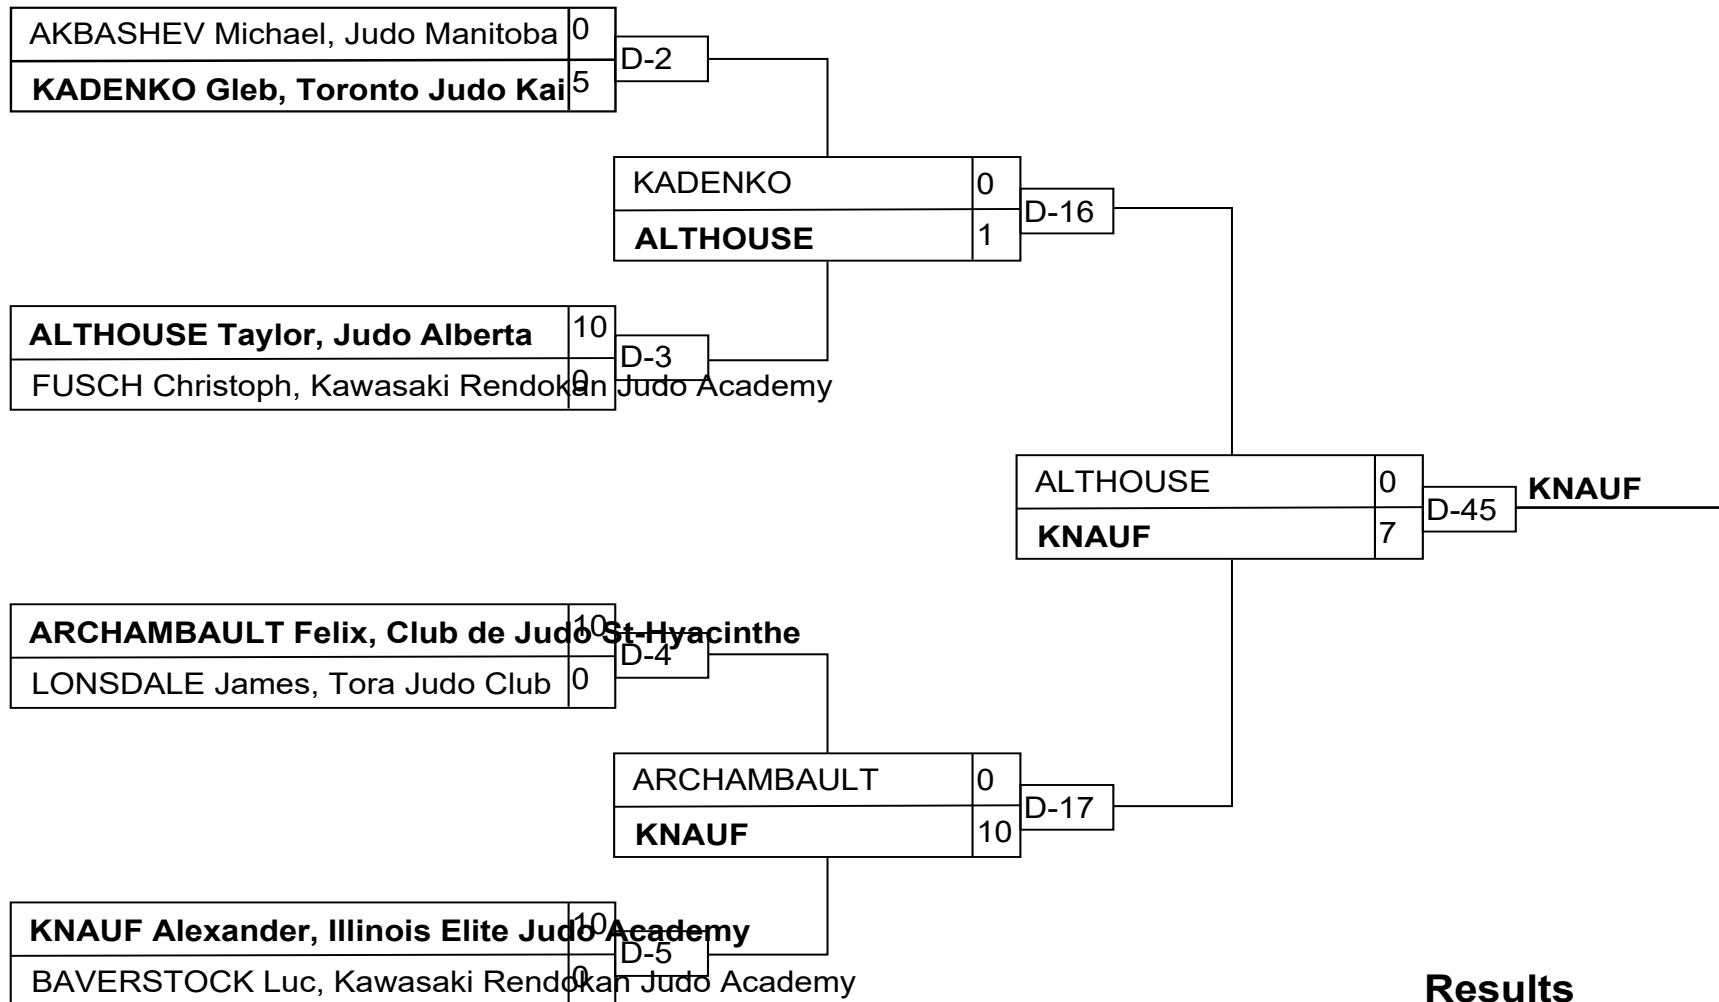 AKBASHEV Michael, Judo Manitoba 0
D-2
KADENKO Gleb, Toronto Judo Kai 5
KADENKO 0
D-16
ALTHOUSE 1
ALTHOUSE Taylor, Judo Alberta 10
D-3
FUSCH Christoph, Kawasaki Rendokan Judo Academy 0
ALTHOUSE 0
D-45
KNAUF
KNAUF 7
ARCHAMBAULT Felix, Club de Judo St-Hyacinthe 10
D-4
LONSDALE James, Tora Judo Club 0
ARCHAMBAULT 0
D-17
KNAUF 10
KNAUF Alexander, Illinois Elite Judo Academy 10
D-5
BAVERSTOCK Luc, Kawasaki Rendokan Judo Academy 0
Results